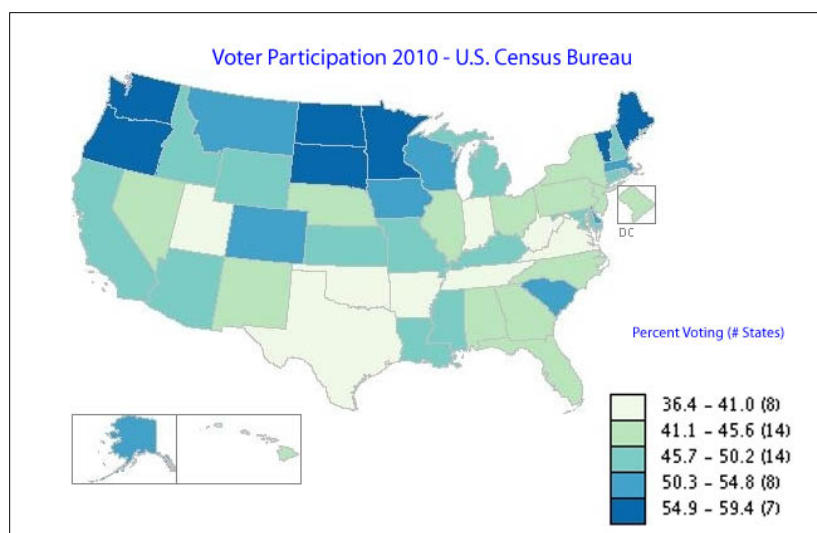 Voter Participation 2010 - U.S. Census Bureau
DC
Percent Voting (# States)
36.4 – 41.0 (8)
41.1 – 45.6 (14)
45.7 – 50.2 (14)
50.3 – 54.8 (8)
54.9 – 59.4 (7)